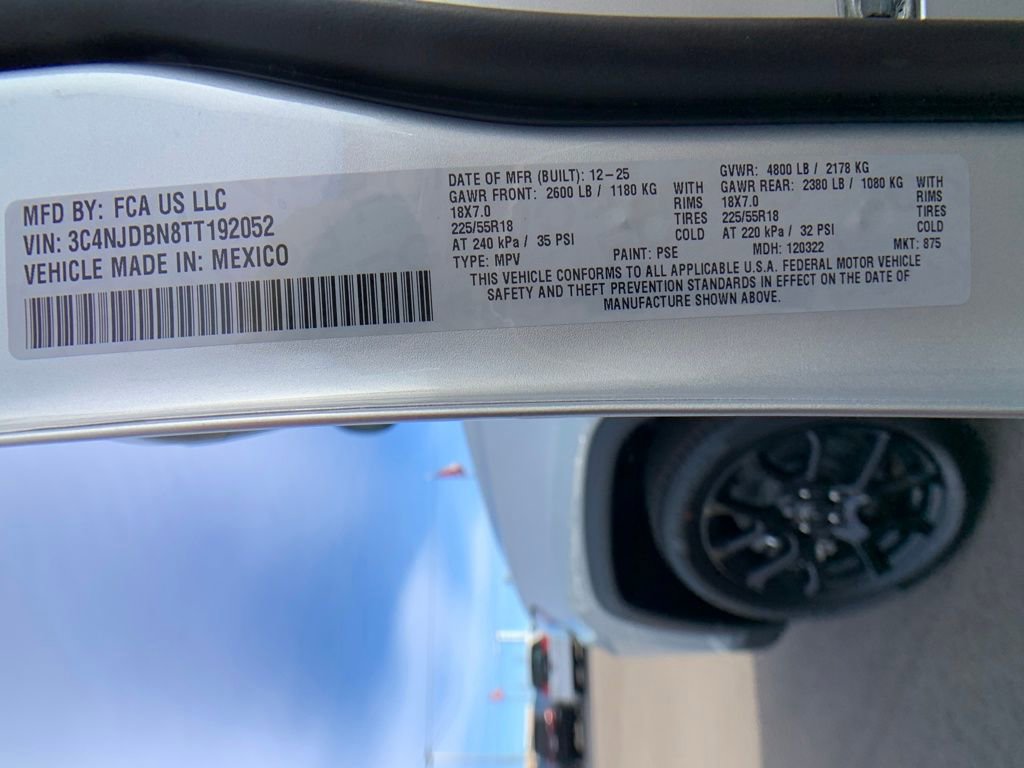 MFD BY: FCA US LLC
VIN: 3C4NJDBN8TT192052
VEHICLE MADE IN: MEXICO
DATE OF MFR (BUILT): 12-25
GAWR FRONT: 2600 LB / 1180 KG WITH
18X7.0 RIMS
225/55R18 TIRES
AT 240 kPa / 35 PSI COLD
TYPE: MPV PAINT: PSE
GVWR: 4800 LB / 2178 KG
GAWR REAR: 2380 LB / 1080 KG WITH
18X7.0 RIMS
225/55R18 TIRES
AT 220 kPa / 32 PSI COLD
MDH: 120322 MKT: 875
THIS VEHICLE CONFORMS TO ALL APPLICABLE U.S.A. FEDERAL MOTOR VEHICLE
SAFETY AND THEFT PREVENTION STANDARDS IN EFFECT ON THE DATE OF
MANUFACTURE SHOWN ABOVE.